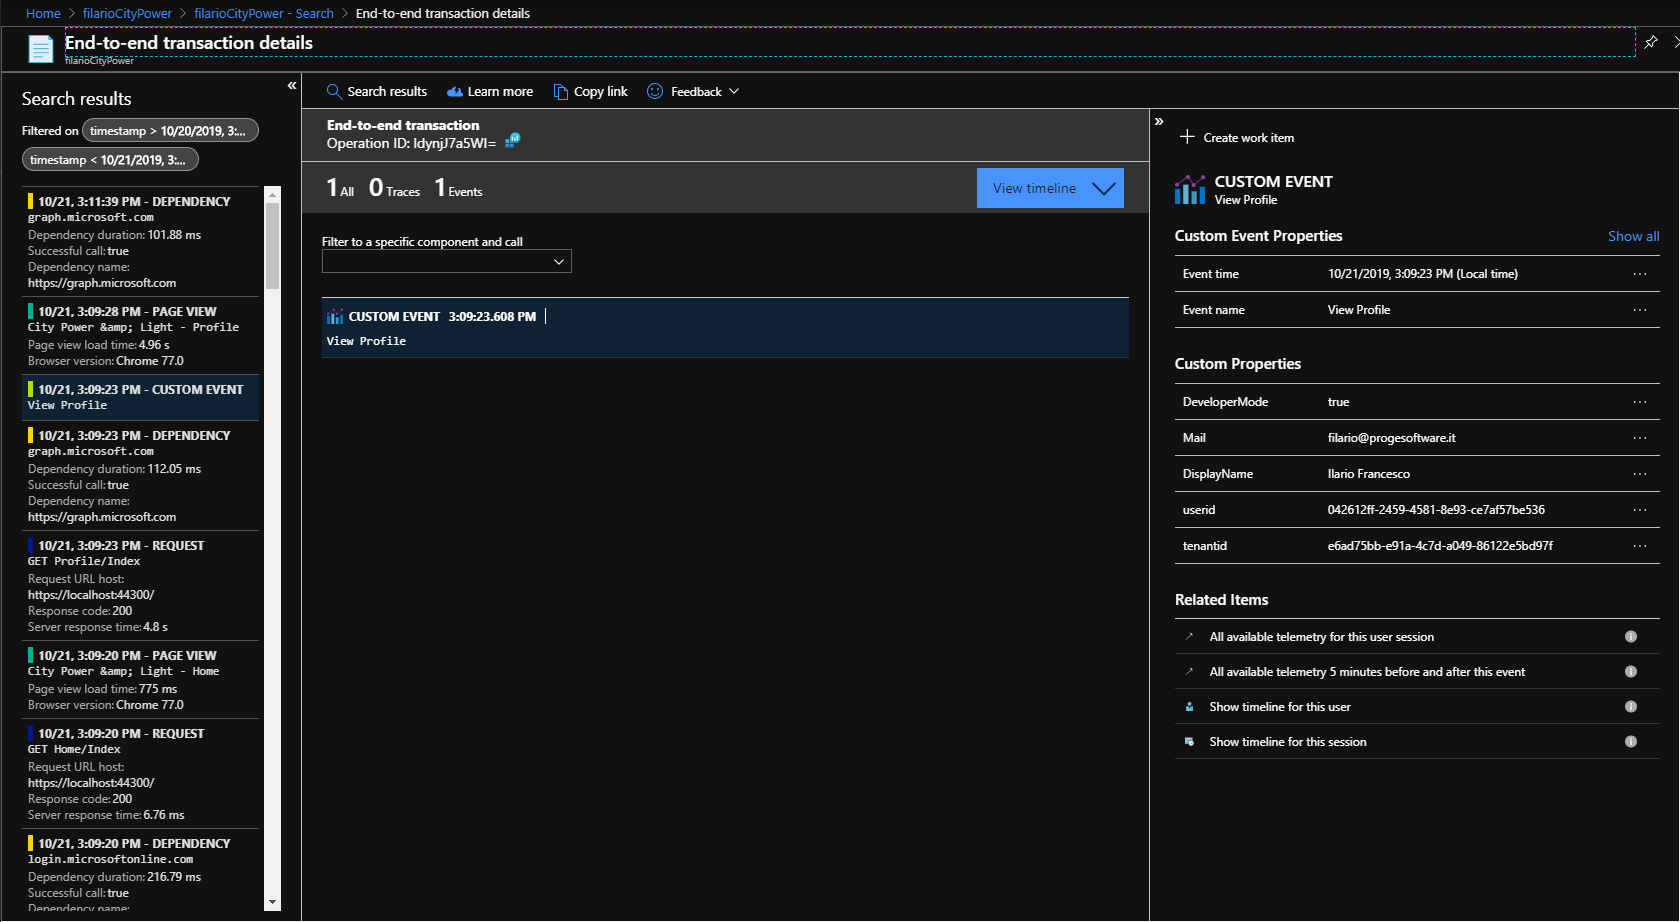 Home > filarioCityPower > filarioCityPower - Search > End-to-end transaction details
End-to-end transaction details
filarioCityPower
«
Search results
Filtered on timestamp > 10/20/2019, 3:...
timestamp < 10/21/2019, 3:...
10/21, 3:11:39 PM - DEPENDENCY
graph.microsoft.com
Dependency duration: 101.88 ms
Successful call: true
Dependency name:
https://graph.microsoft.com
10/21, 3:09:28 PM - PAGE VIEW
City Power &amp; Light - Profile
Page view load time: 4.96 s
Browser version: Chrome 77.0
10/21, 3:09:23 PM - CUSTOM EVENT
View Profile
10/21, 3:09:23 PM - DEPENDENCY
graph.microsoft.com
Dependency duration: 112.05 ms
Successful call: true
Dependency name:
https://graph.microsoft.com
10/21, 3:09:23 PM - REQUEST
GET Profile/Index
Request URL host:
https://localhost:44300/
Response code: 200
Server response time: 4.8 s
10/21, 3:09:20 PM - PAGE VIEW
City Power &amp; Light - Home
Page view load time: 775 ms
Browser version: Chrome 77.0
10/21, 3:09:20 PM - REQUEST
GET Home/Index
Request URL host:
https://localhost:44300/
Response code: 200
Server response time: 6.76 ms
10/21, 3:09:20 PM - DEPENDENCY
login.microsoftonline.com
Dependency duration: 216.79 ms
Successful call: true
Dependency name:
Search results Learn more Copy link Feedback
End-to-end transaction
Operation ID: ldynjJ7a5WI=
1 All 0 Traces 1 Events
View timeline
Filter to a specific component and call
CUSTOM EVENT 3:09:23.608 PM
View Profile
»
Create work item
CUSTOM EVENT
View Profile
Custom Event Properties Show all
Event time 10/21/2019, 3:09:23 PM (Local time) ...
Event name View Profile ...
Custom Properties
DeveloperMode true ...
Mail filario@progesoftware.it ...
DisplayName Ilario Francesco ...
userid 042612ff-2459-4581-8e93-ce7af57be536 ...
tenantid e6ad75bb-e91a-4c7d-a049-86122e5bd97f ...
Related Items
All available telemetry for this user session
All available telemetry 5 minutes before and after this event
Show timeline for this user
Show timeline for this session